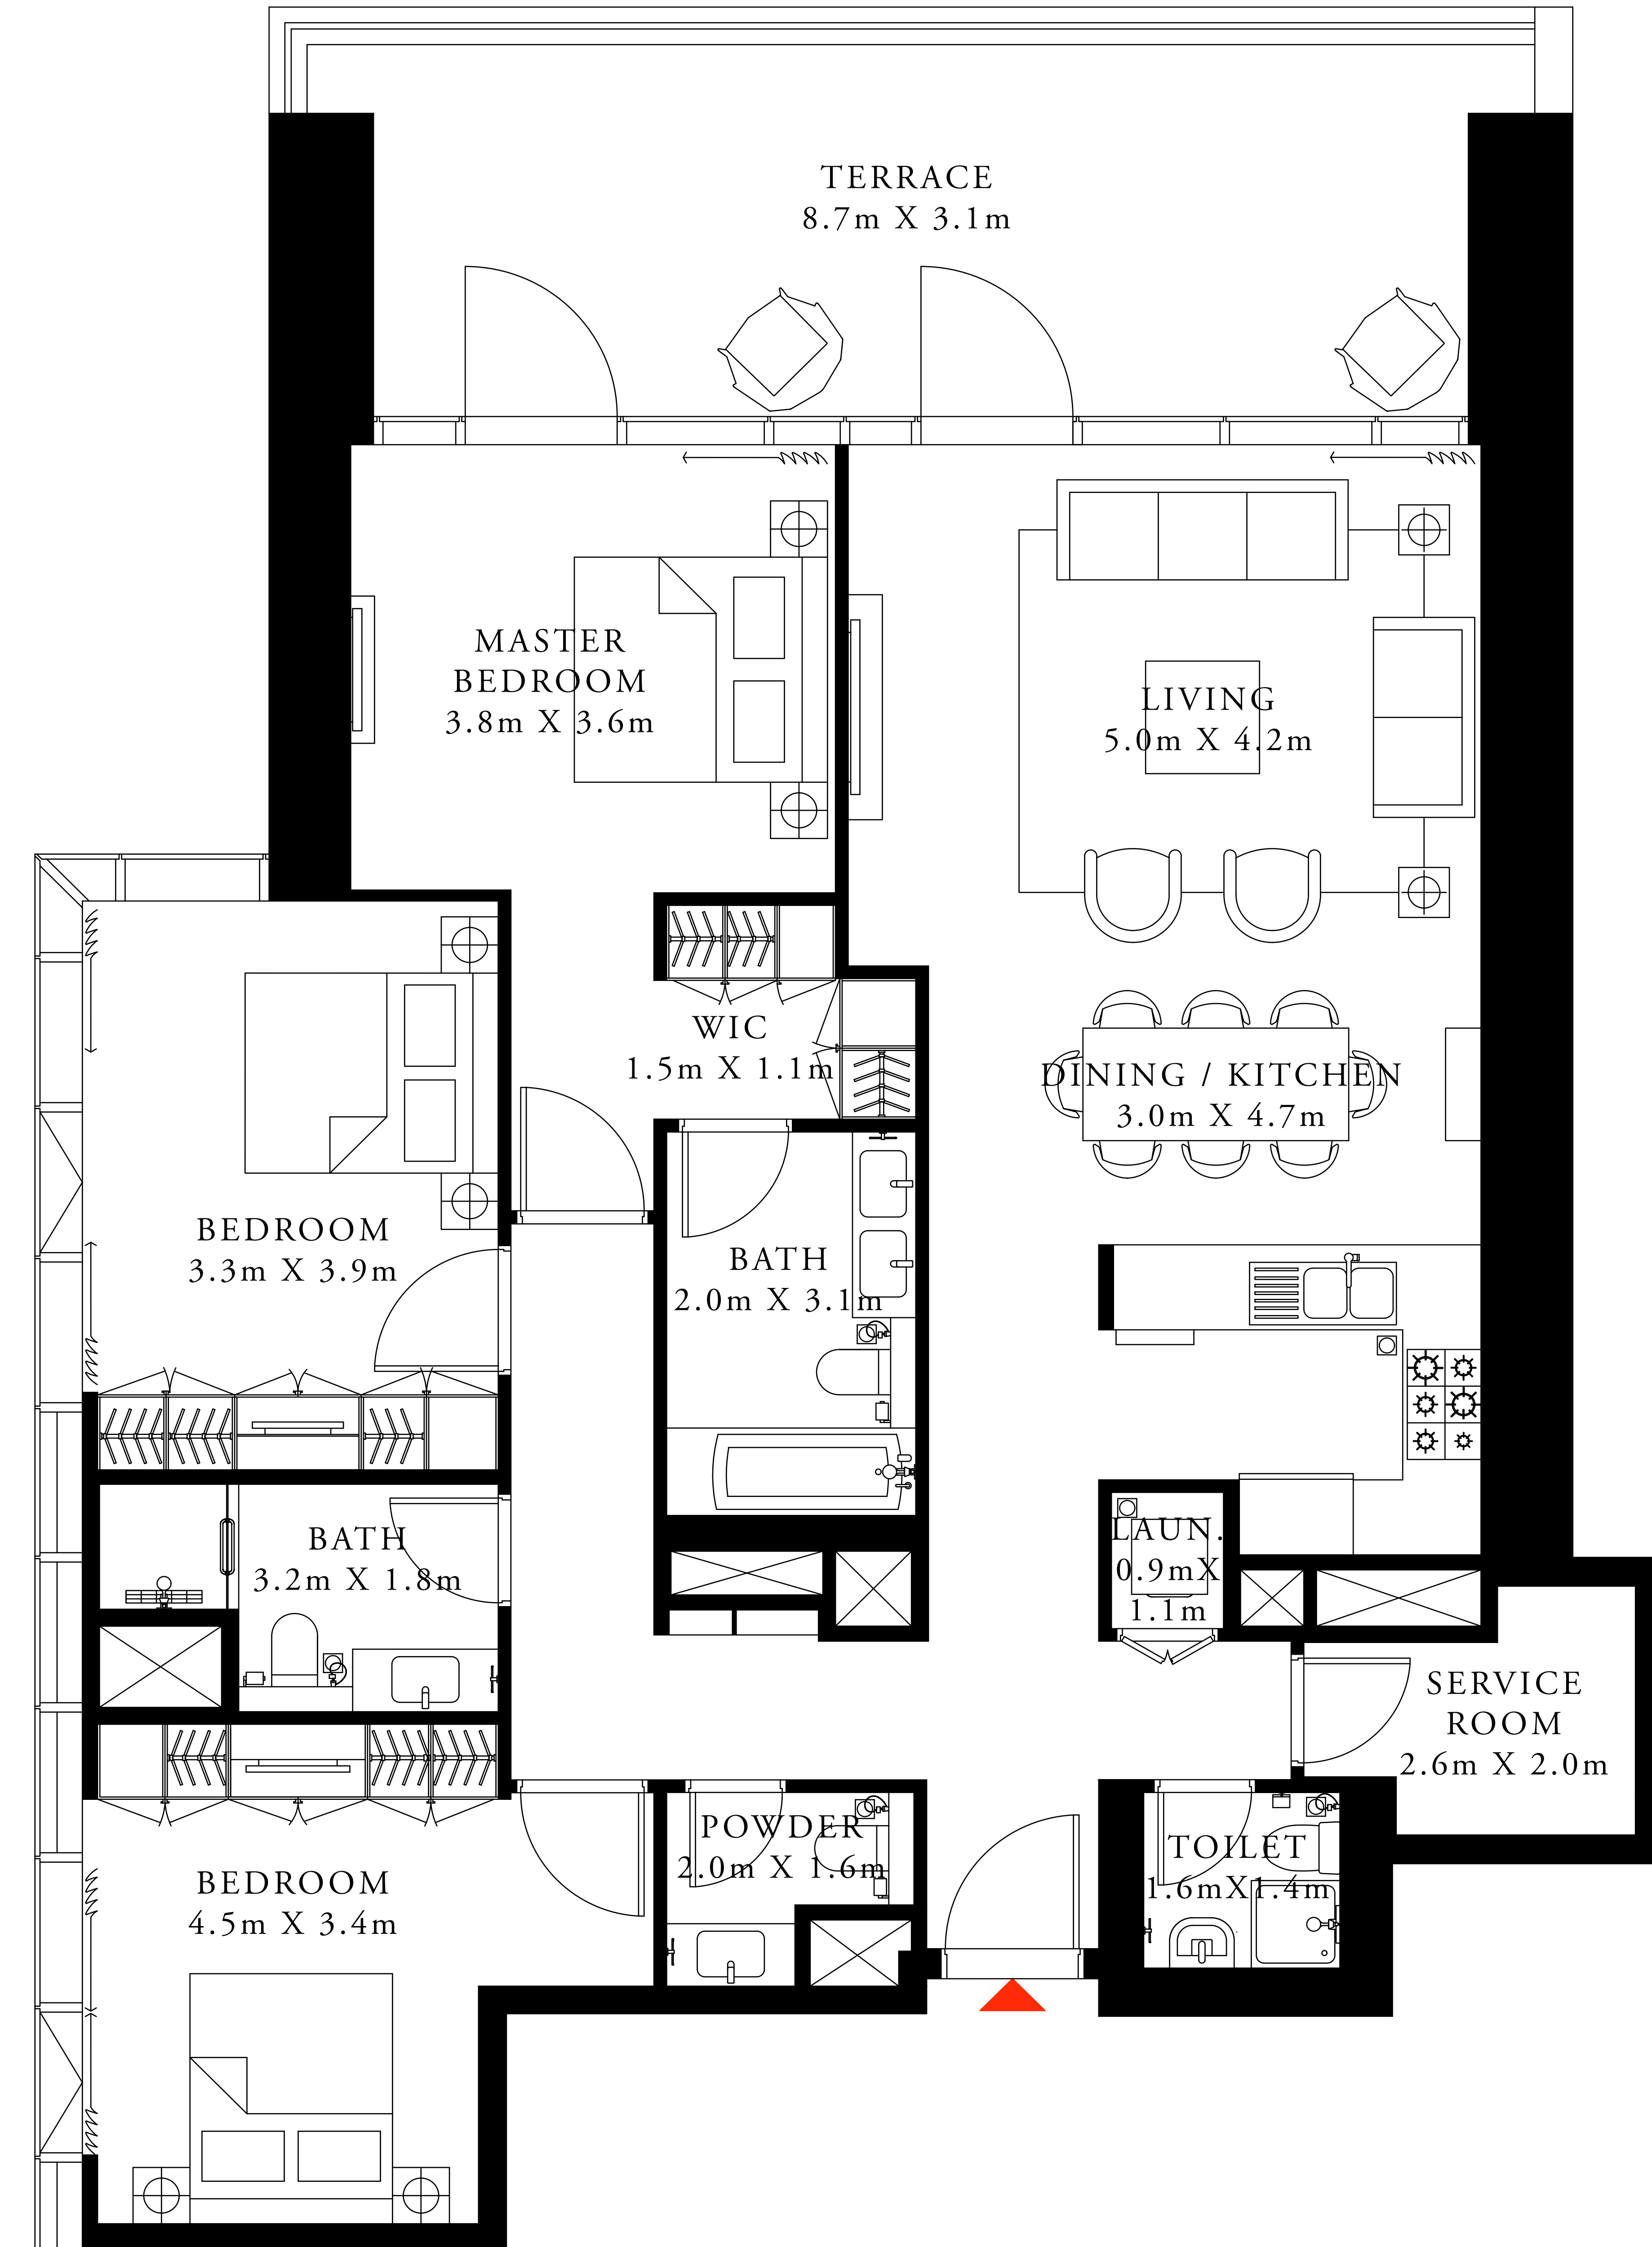 TERRACE
8.7m X 3.1m
MASTER
BEDROOM
3.8m X 3.6m
LIVING
5.0m X 4.2m
WIC
1.5m X 1.1m
DINING / KITCHEN
3.0m X 4.7m
BEDROOM
3.3m X 3.9m
BATH
2.0m X 3.1m
BATH
3.2m X 1.8m
LAUN.
0.9mX
1.1m
SERVICE
ROOM
2.6m X 2.0m
POWDER
2.0m X 1.6m
TOILET
1.6mX1.4m
BEDROOM
4.5m X 3.4m